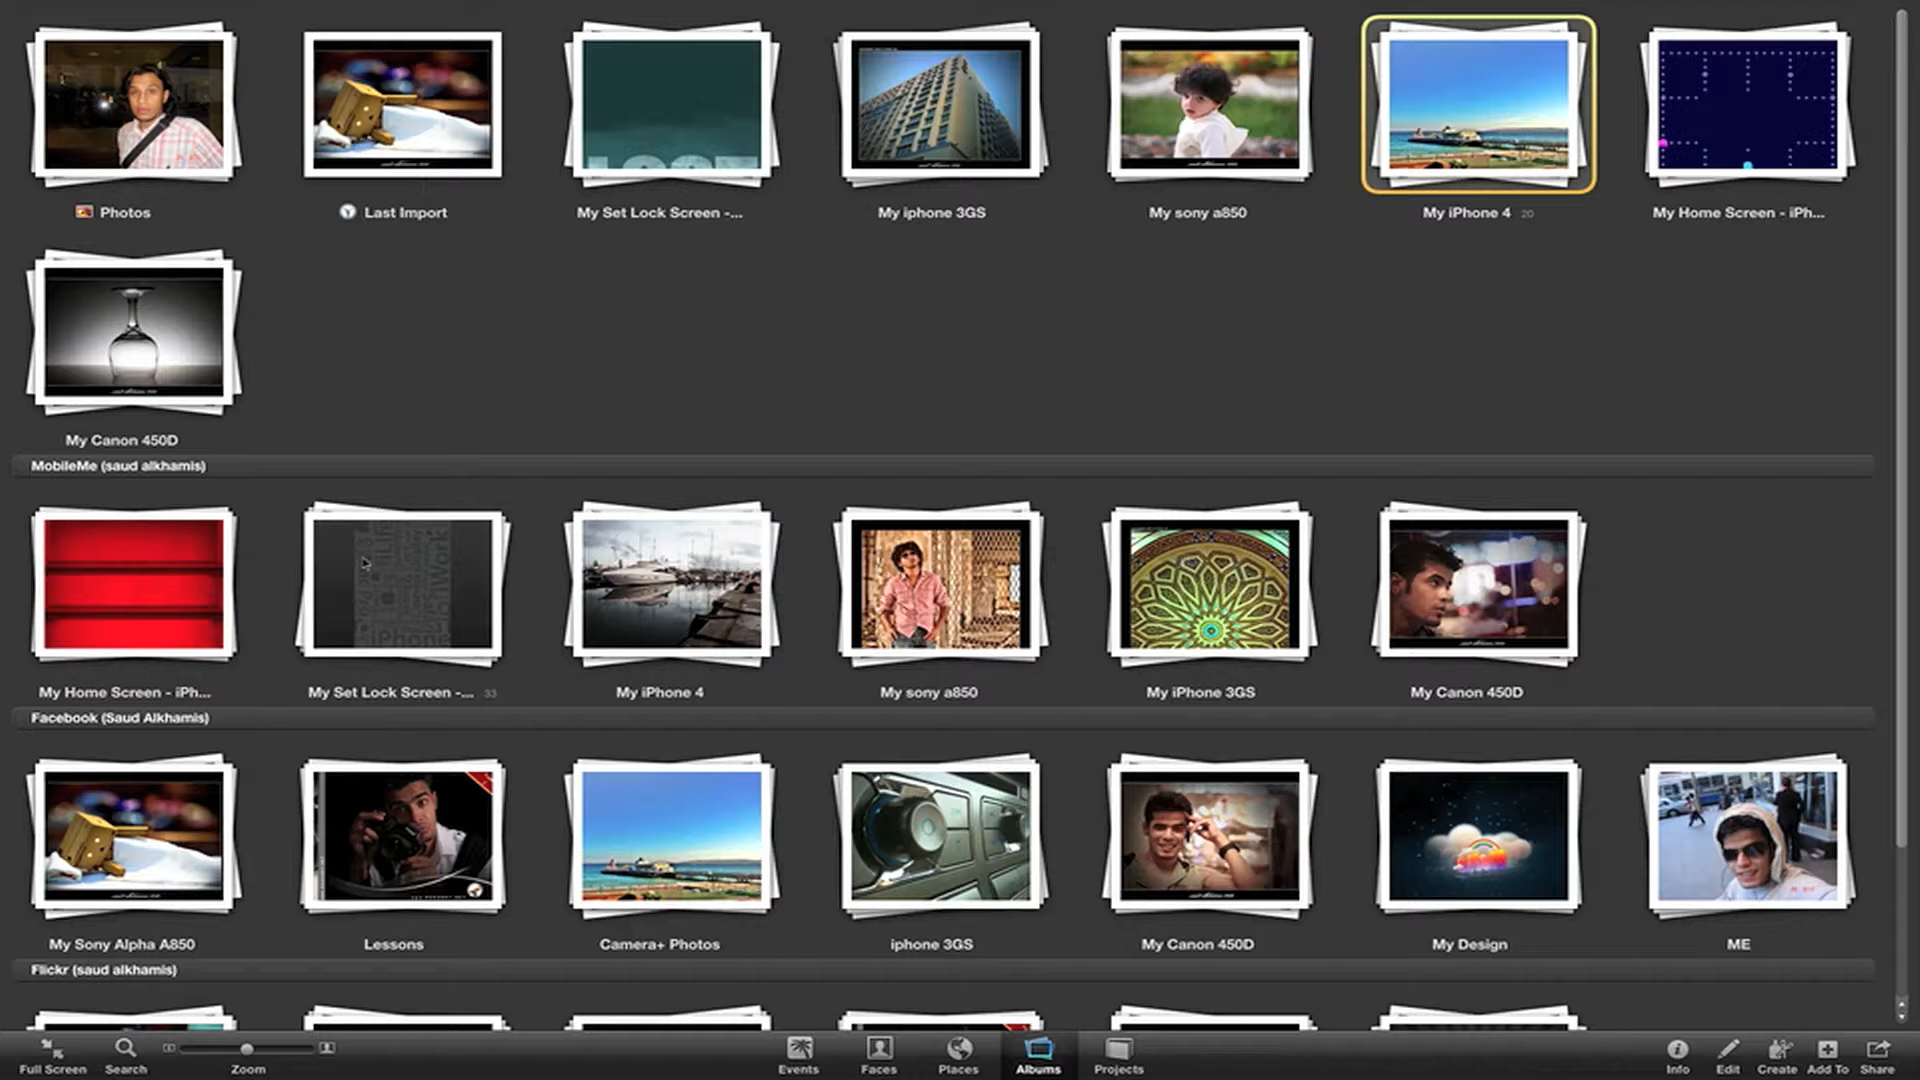 Photos
Last Import
My Set Lock Screen -...
My iphone 3GS
My sony a850
My iPhone 4 20
My Home Screen - iPh...
My Canon 450D
MobileMe (saud alkhamis)
iPhone
iWork
My Home Screen - iPh...
My Set Lock Screen -... 33
My iPhone 4
My sony a850
My iPhone 3GS
My Canon 450D
Facebook (Saud Alkhamis)
My Sony Alpha A850
Lessons
Camera+ Photos
iphone 3GS
My Canon 450D
My Design
ME
Flickr (saud alkhamis)
Full Screen
Search
Zoom
Events
Faces
Places
Albums
Projects
Info
Edit
Create
Add To
Share